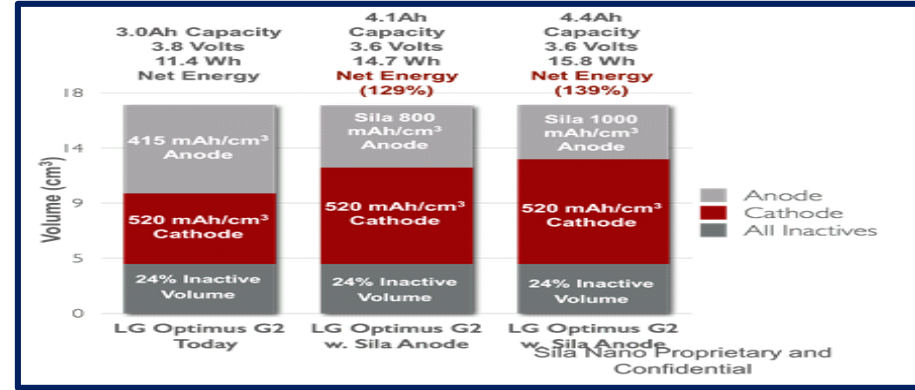 3.0Ah Capacity
3.8 Volts
11.4 Wh
Net Energy
4.1Ah
Capacity
3.6 Volts
14.7 Wh
Net Energy
(129%)
4.4Ah
Capacity
3.6 Volts
15.8 Wh
Net Energy
(139%)
Volume (cm³)
18
14
9
5
0
415 mAh/cm³
Anode
520 mAh/cm³
Cathode
24% Inactive
Volume
Sila 800
mAh/cm³
Anode
520 mAh/cm³
Cathode
24% Inactive
Volume
Sila 1000
mAh/cm³
Anode
520 mAh/cm³
Cathode
24% Inactive
Volume
Anode
Cathode
All Inactives
LG Optimus G2
Today
LG Optimus G2
w. Sila Anode
LG Optimus G2
w. Sila Anode
Sila Nano Proprietary and
Confidential